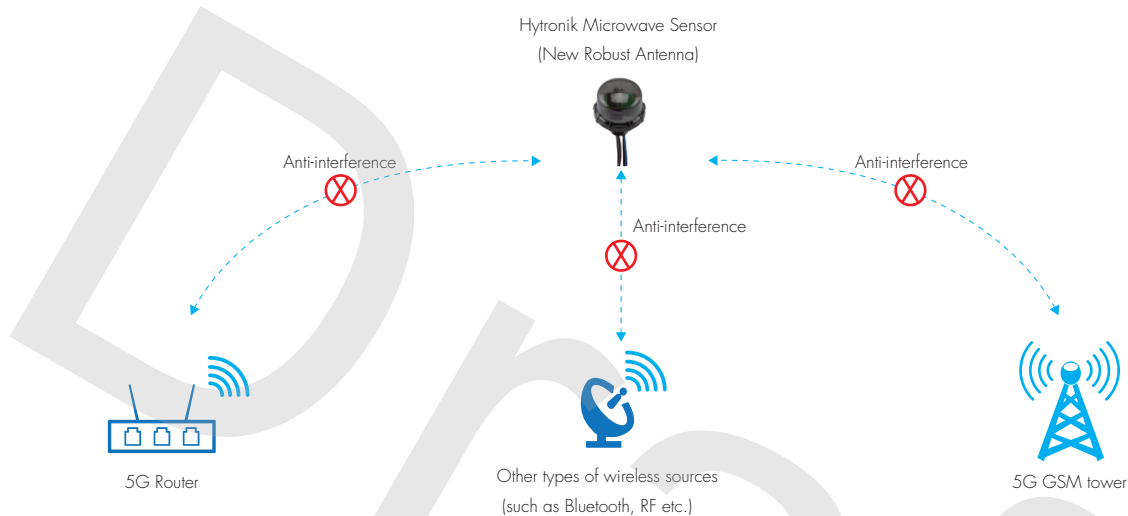 Hytronik Microwave Sensor
(New Robust Antenna)
Anti-interference
Anti-interference
Anti-interference
5G Router
Other types of wireless sources
(such as Bluetooth, RF etc.)
5G GSM tower